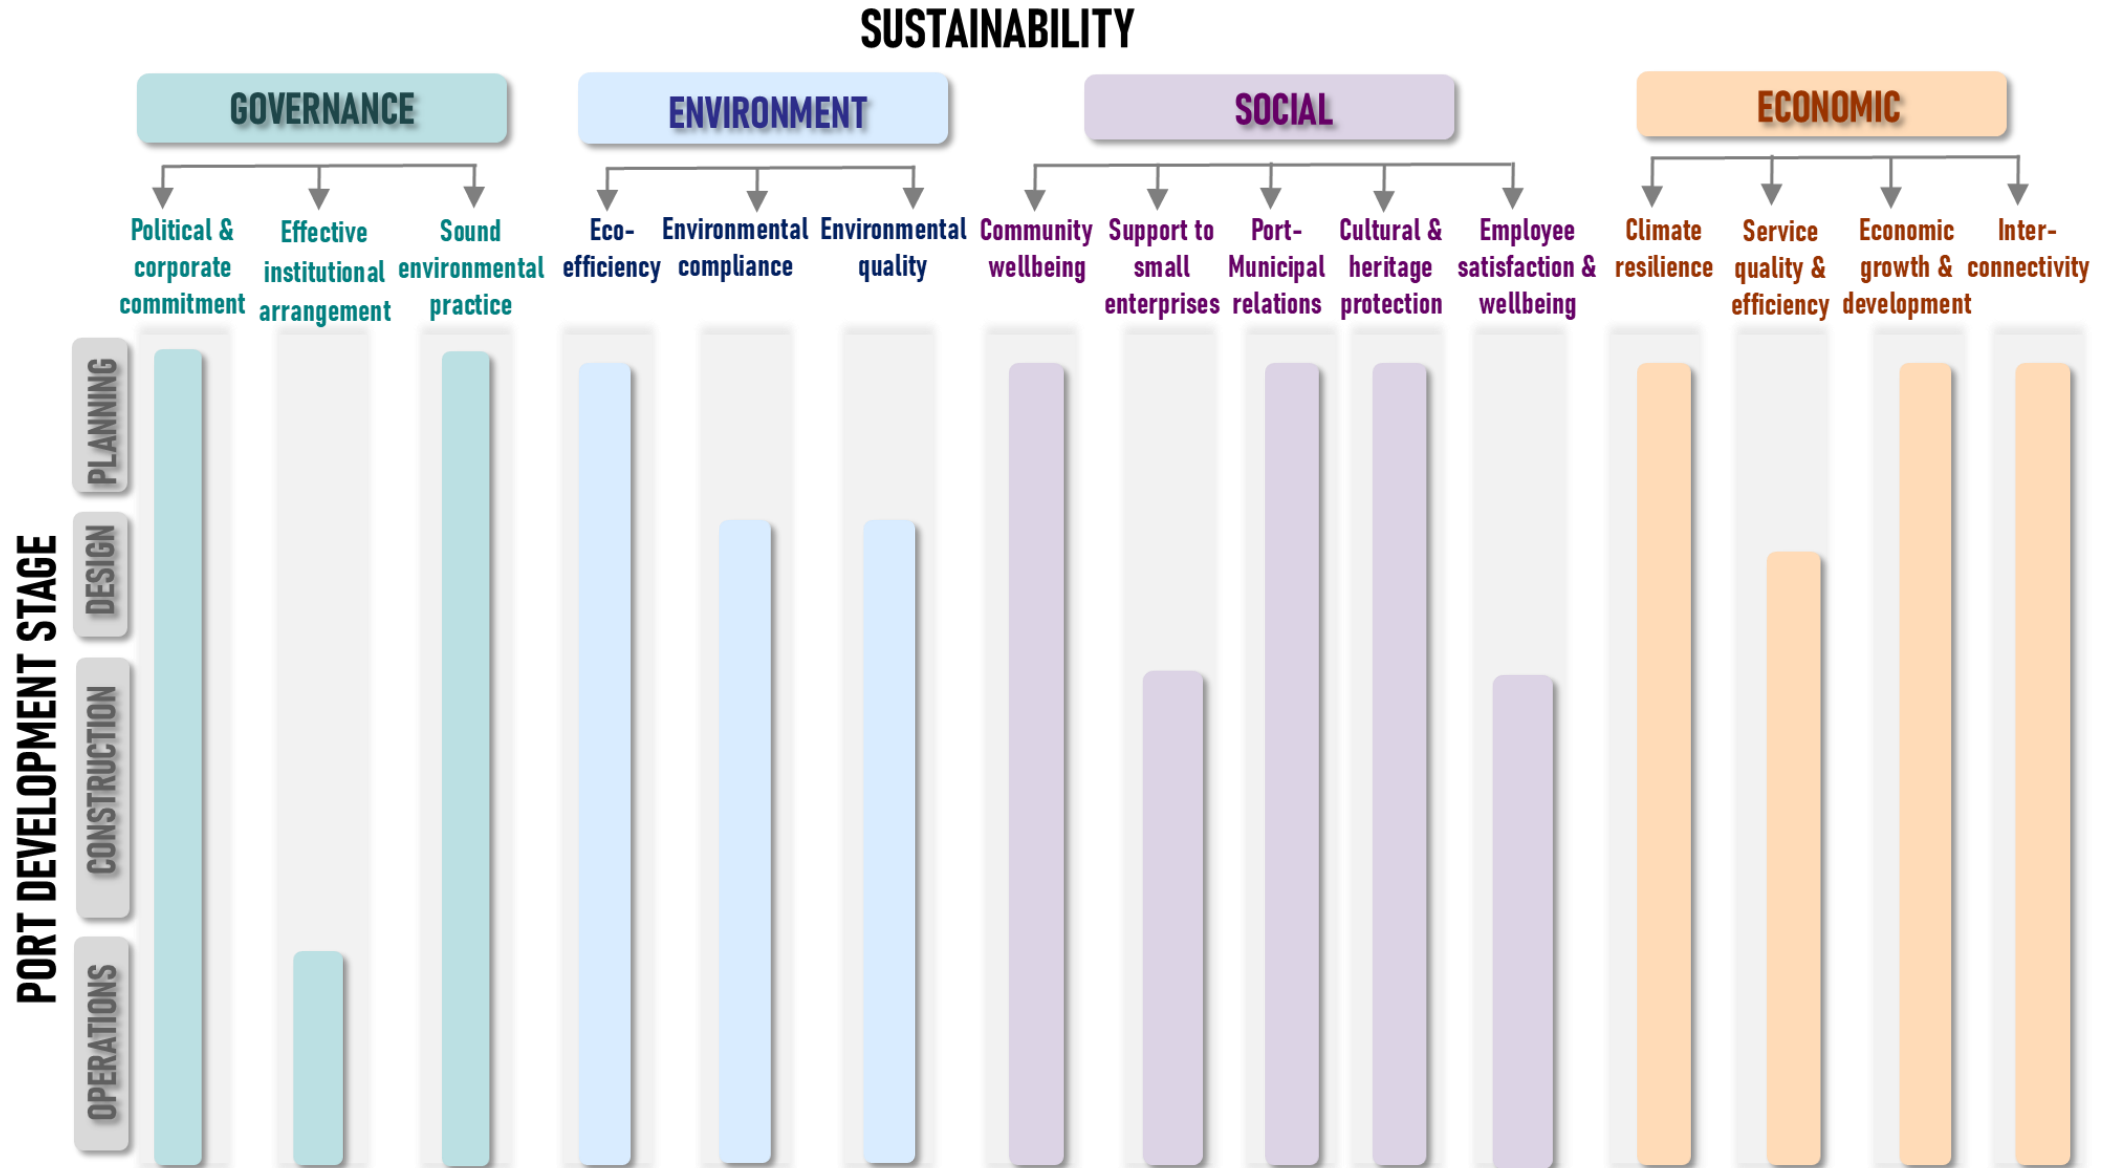 SUSTAINABILITY
GOVERNANCE
ENVIRONMENT
SOCIAL
ECONOMIC
Political &
corporate
commitment
Effective
institutional
arrangement
Sound
environmental
practice
Eco-
efficiency
Environmental
compliance
Environmental
quality
Community
wellbeing
Support to
small
enterprises
Port-
Municipal
relations
Cultural &
heritage
protection
Employee
satisfaction &
wellbeing
Climate
resilience
Service
quality &
efficiency
Economic
growth &
development
Inter-
connectivity
PORT DEVELOPMENT STAGE
PLANNING
DESIGN
CONSTRUCTION
OPERATIONS